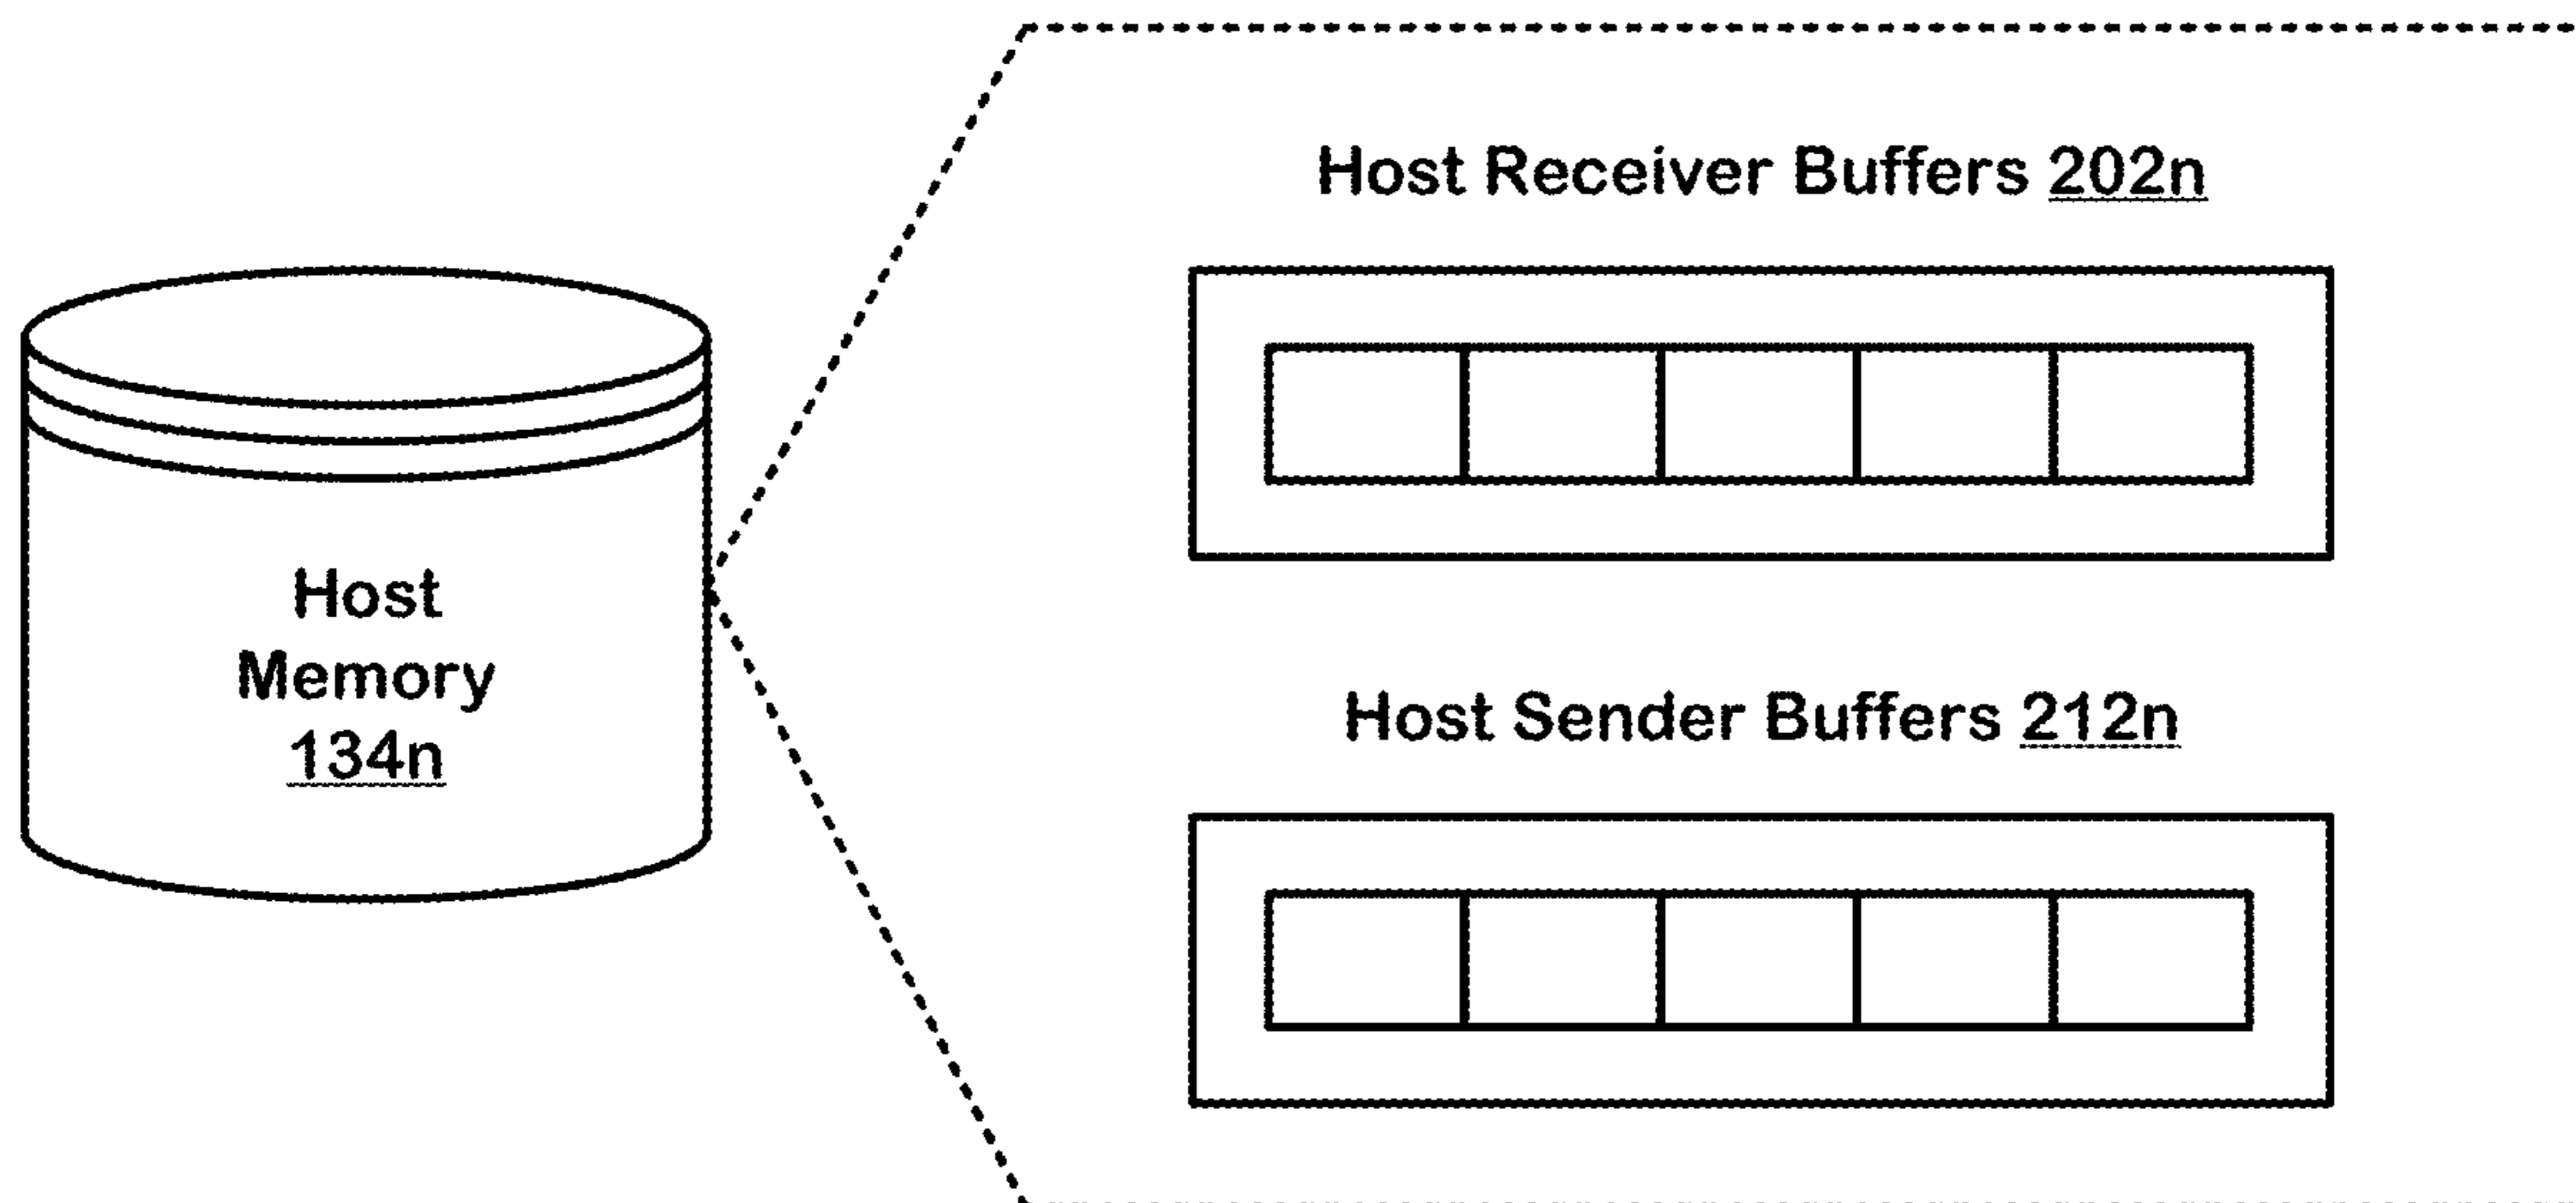 Host Receiver Buffers 202n
Host
Memory
134n
Host Sender Buffers 212n